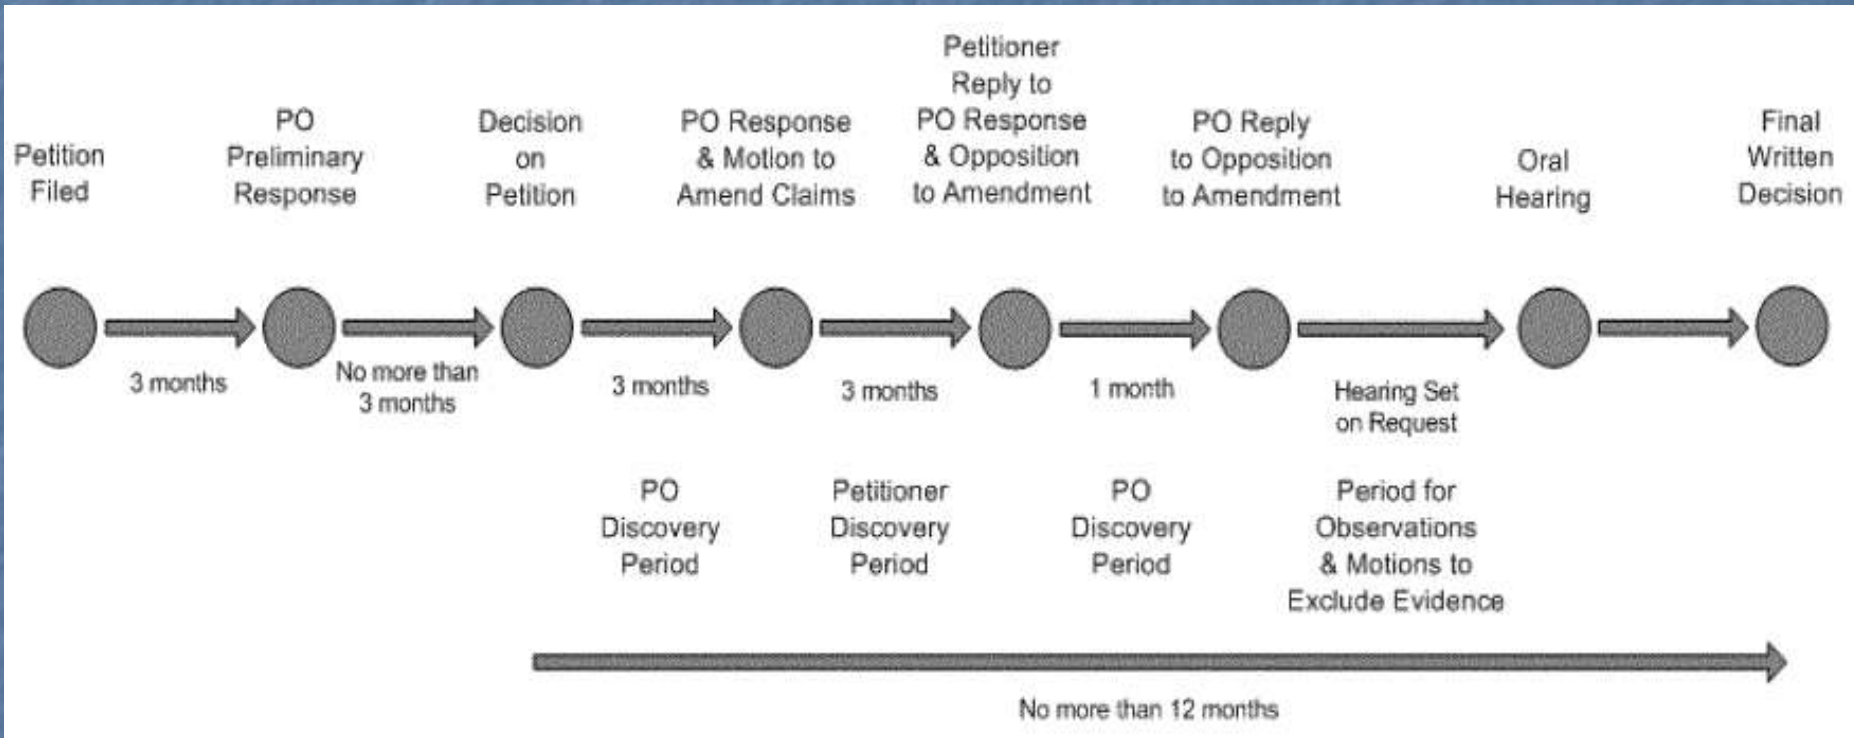 Petition
Filed
PO
Preliminary
Response
Decision
on
Petition
PO Response
& Motion to
Amend Claims
Petitioner
Reply to
PO Response
& Opposition
to Amendment
PO Reply
to Opposition
to Amendment
Oral
Hearing
Final
Written
Decision
3 months
No more than
3 months
3 months
3 months
1 month
Hearing Set
on Request
PO
Discovery
Period
Petitioner
Discovery
Period
PO
Discovery
Period
Period for
Observations
& Motions to
Exclude Evidence
No more than 12 months